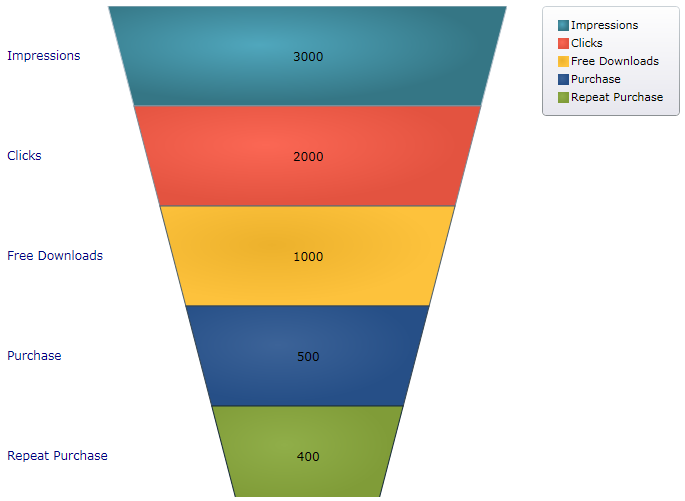 Impressions
3000
Clicks
2000
Free Downloads
1000
Purchase
500
Repeat Purchase
400
Impressions
Clicks
Free Downloads
Purchase
Repeat Purchase